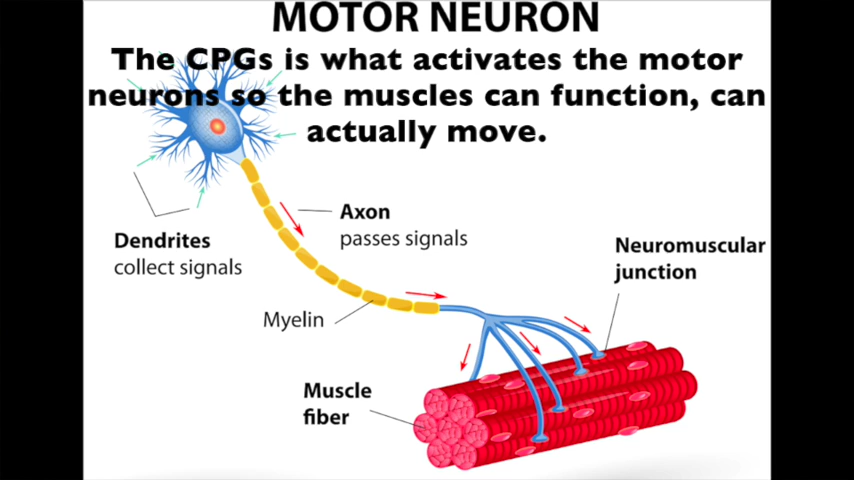 MOTOR NEURON
The CPGs is what activates the motor
neurons so the muscles can function, can
actually move.
Axon
passes signals
Dendrites
collect signals
Neuromuscular
junction
Myelin
Muscle
fiber